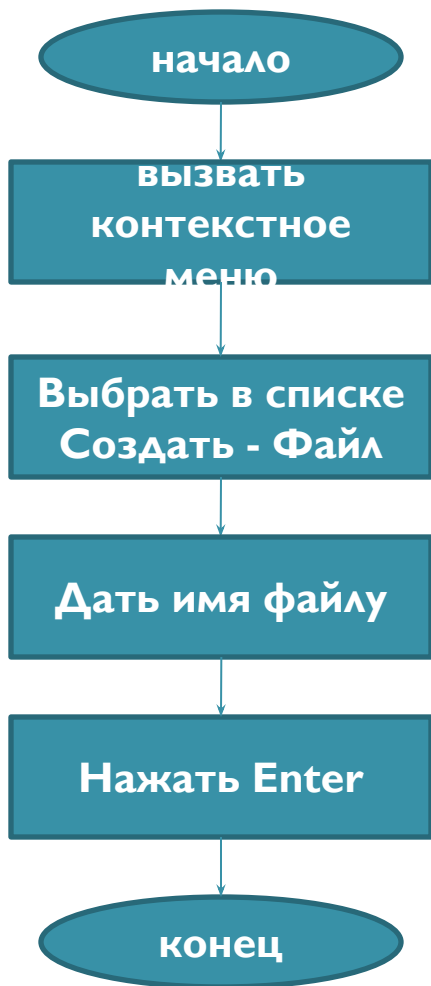 начало
вызвать
контекстное
меню
Выбрать в списке
Создать - Файл
Дать имя файлу
Нажать Enter
конец